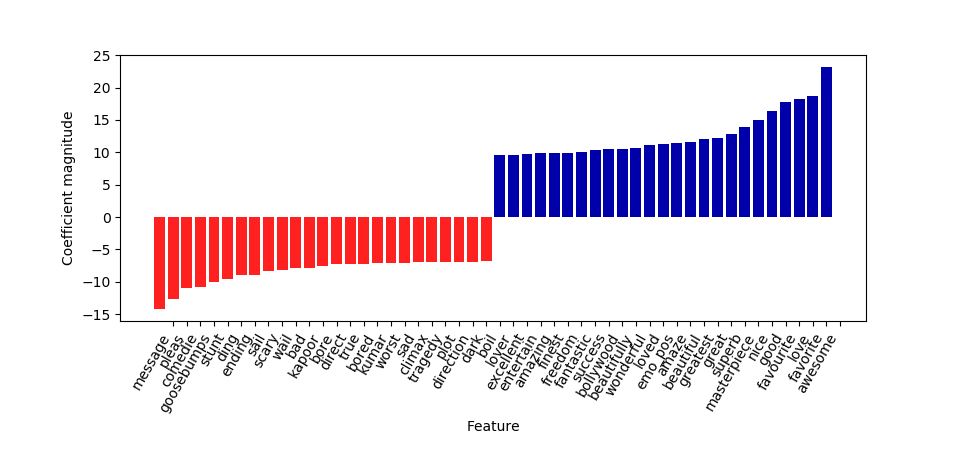 25
20
15
10
5
0
−5
−10
−15
Coefficient magnitude
message
pleas
comedie
goosebumps
stunt
ding
ending
sail
scary
wail
bad
kapoor
bore
direct
true
bored
kumar
worst
sad
climax
tragedy
plot
direction
dark
boil
lover
excellent
entertain
amazing
finest
freedom
fantastic
success
bollywood
beautifully
wonderful
loved
emo_pos
amaze
beautiful
greatest
great
superb
masterpiece
nice
good
favourite
love
favorite
awesome
Feature